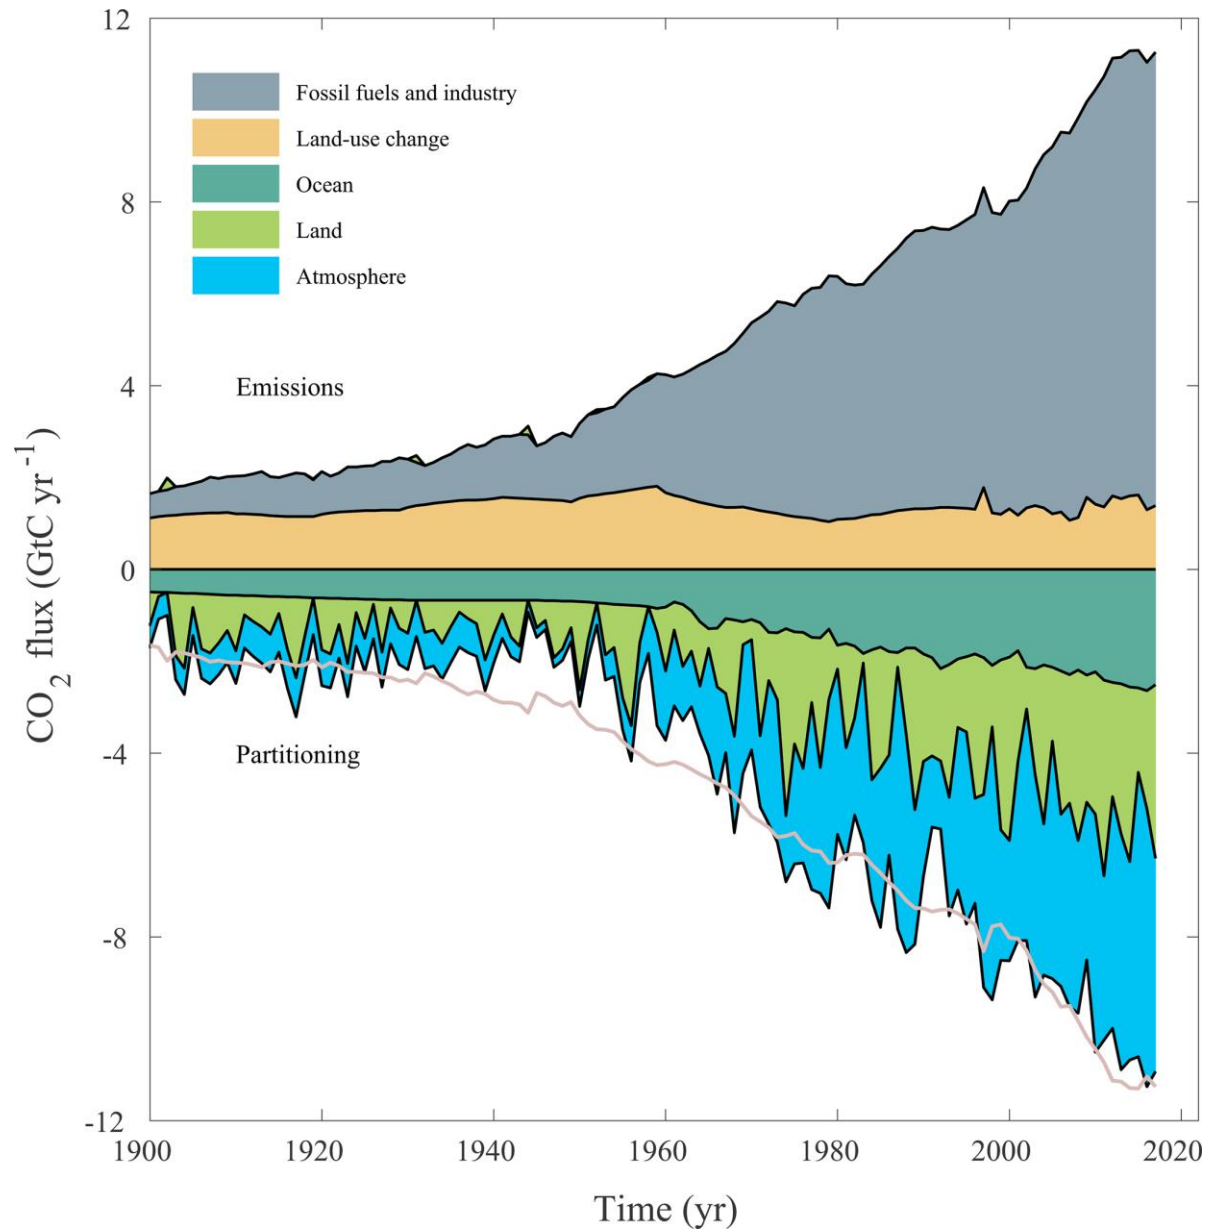 12
8
4
0
-4
-8
-12
CO2 flux (GtC yr-1)
Fossil fuels and industry
Land-use change
Ocean
Land
Atmosphere
Emissions
Partitioning
1900 1920 1940 1960 1980 2000 2020
Time (yr)